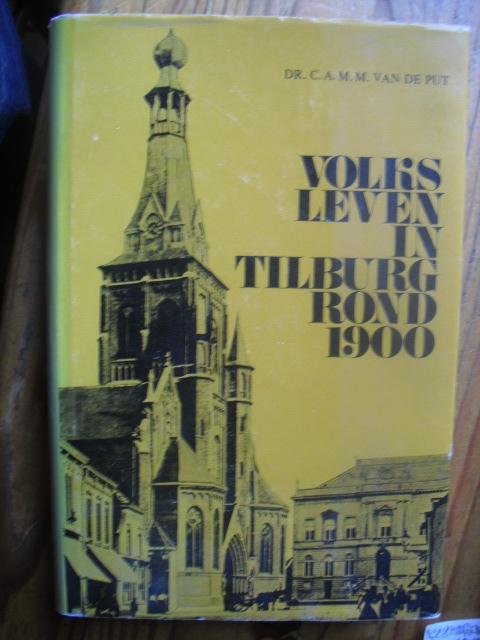 DR. C. A. M. M. VAN DE PUT
VOLKS
LEVEN
IN
TILBURG
ROND
1900